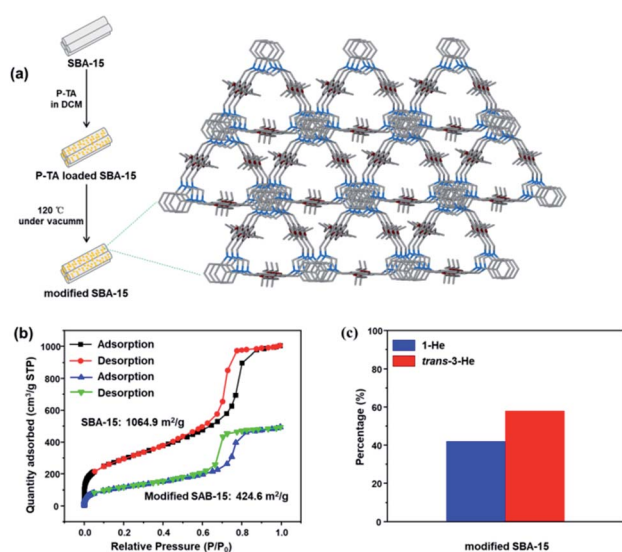 (a)
SBA-15
P-TA
in DCM
P-TA loaded SBA-15
120 ℃
under vacumm
modified SBA-15
(b)
Adsorption
Desorption
Adsorption
Desorption
SBA-15: 1064.9 m²/g
Modified SAB-15: 424.6 m²/g
Quantity adsorbed (cm³/g STP)
1000
800
600
400
200
0
0.0 0.2 0.4 0.6 0.8 1.0
Relative Pressure (P/P₀)
(c)
1-He
trans-3-He
Percentage (%)
100
80
60
40
20
0
modified SBA-15